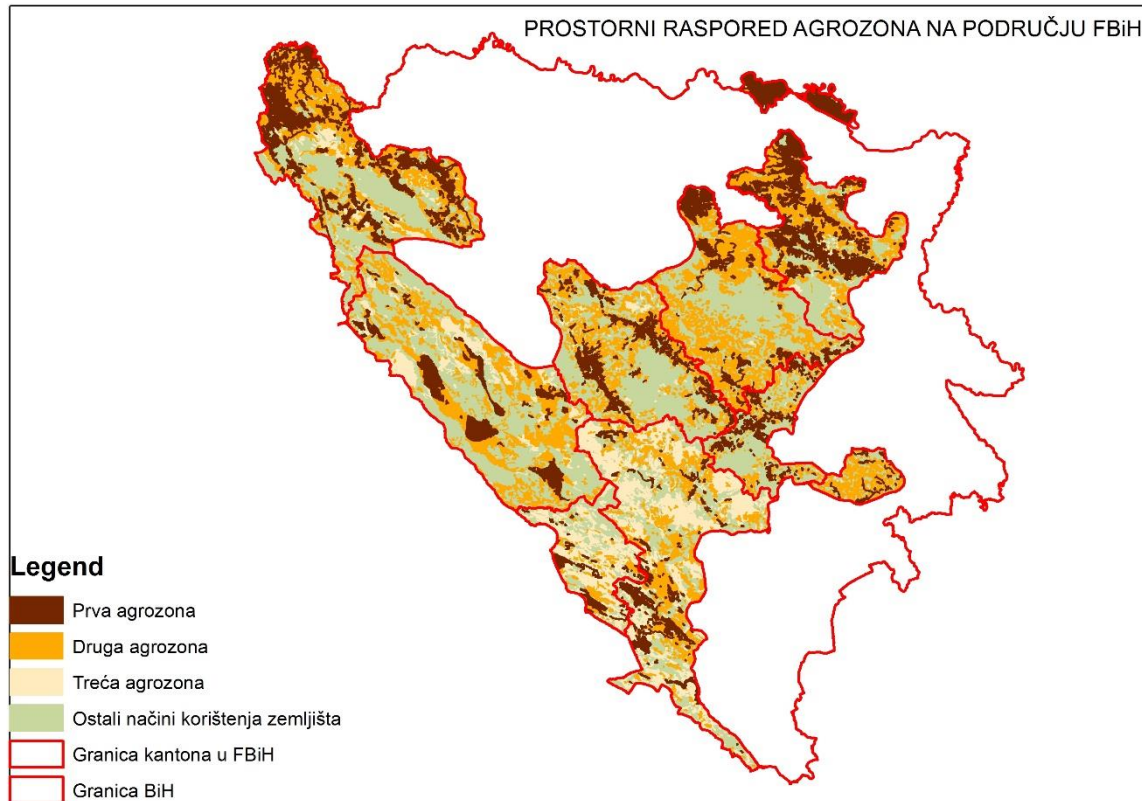 PROSTORNI RASPORED AGROZONA NA PODRUČJU FBiH
Legend
Prva agrozona
Druga agrozona
Treća agrozona
Ostali načini korištenja zemljišta
Granica kantona u FBiH
Granica BiH